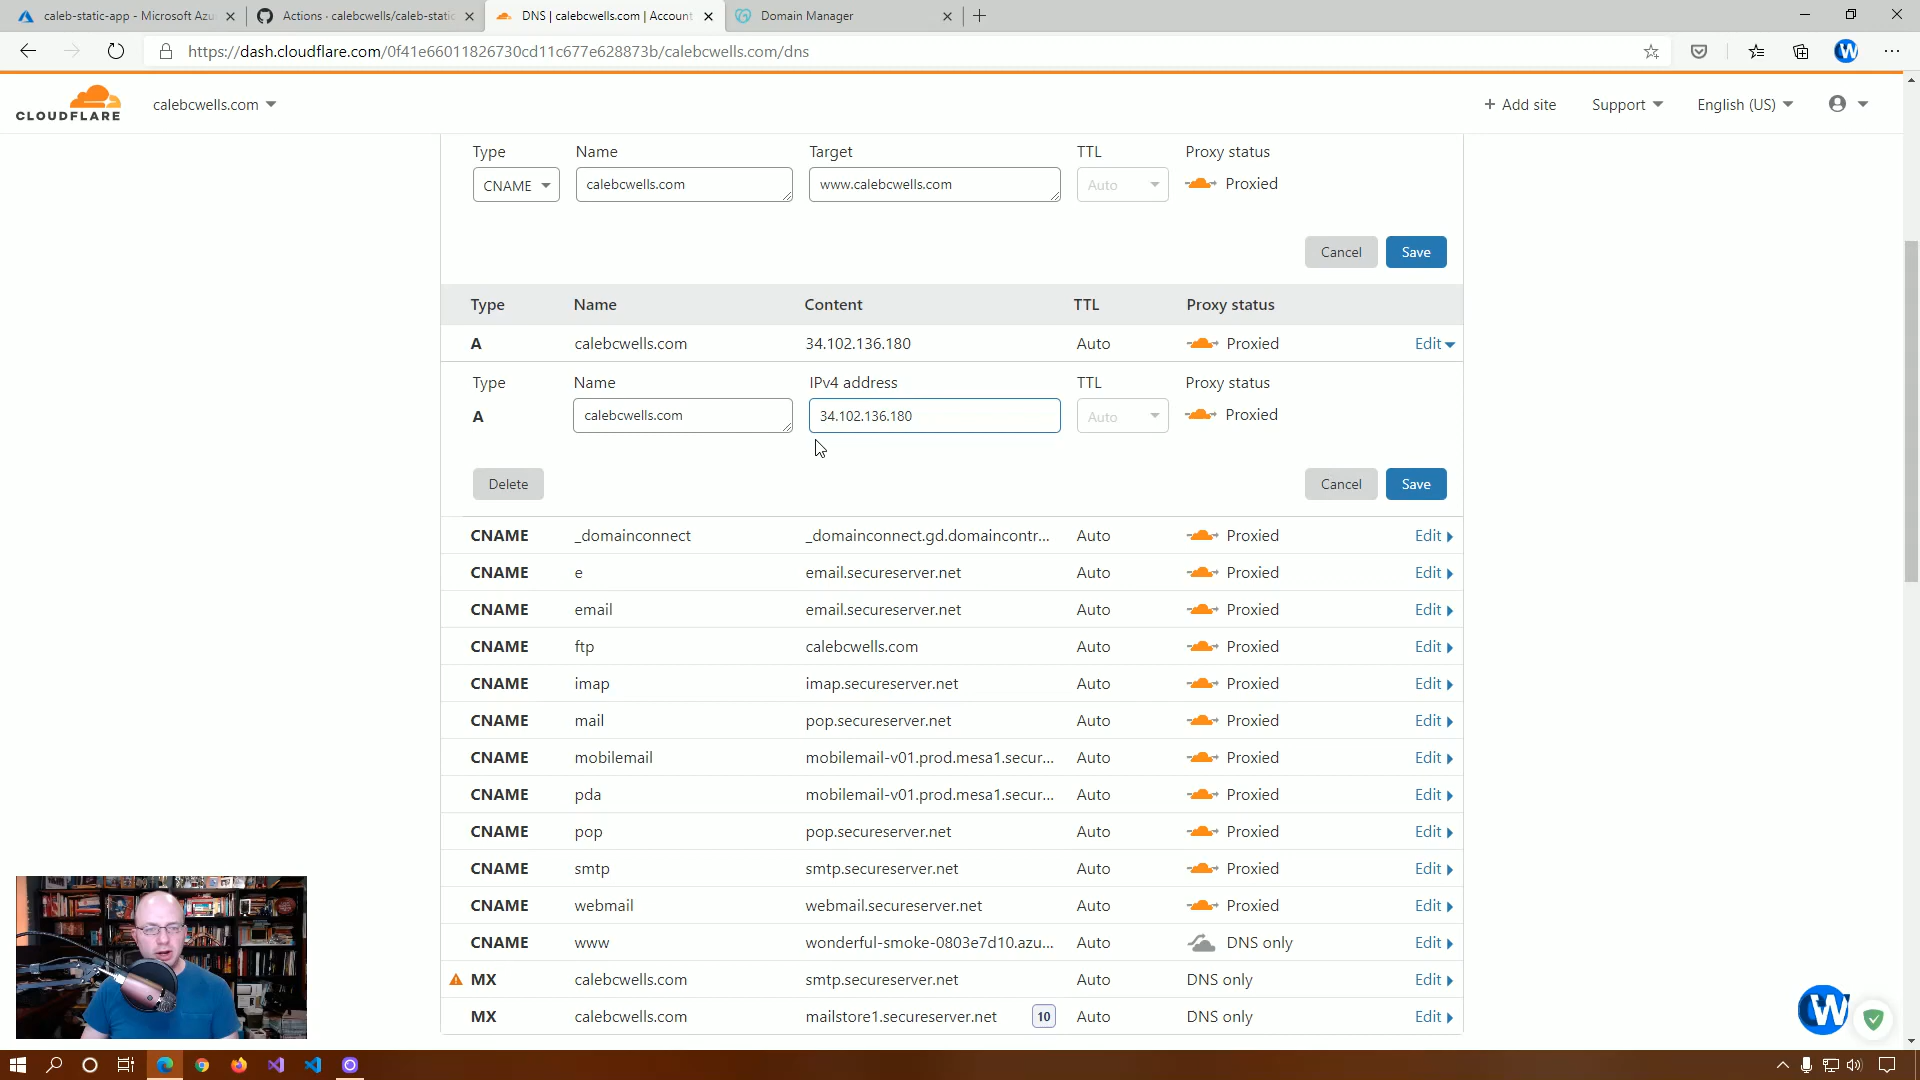 caleb-static-app - Microsoft Azu
Actions · calebcwells/caleb-static
DNS | calebcwells.com | Account
Domain Manager
https://dash.cloudflare.com/0f41e66011826730cd11c677e628873b/calebcwells.com/dns
W
CLOUDFLARE
calebcwells.com
+ Add site
Support
English (US)
Type Name Target TTL Proxy status
CNAME calebcwells.com www.calebcwells.com Auto Proxied
Cancel Save
Type Name Content TTL Proxy status
A calebcwells.com 34.102.136.180 Auto Proxied Edit
Type Name IPv4 address TTL Proxy status
A calebcwells.com 34.102.136.180 Auto Proxied
Delete Cancel Save
CNAME _domainconnect _domainconnect.gd.domaincontr... Auto Proxied Edit
CNAME e email.secureserver.net Auto Proxied Edit
CNAME email email.secureserver.net Auto Proxied Edit
CNAME ftp calebcwells.com Auto Proxied Edit
CNAME imap imap.secureserver.net Auto Proxied Edit
CNAME mail pop.secureserver.net Auto Proxied Edit
CNAME mobilemail mobilemail-v01.prod.mesa1.secur... Auto Proxied Edit
CNAME pda mobilemail-v01.prod.mesa1.secur... Auto Proxied Edit
CNAME pop pop.secureserver.net Auto Proxied Edit
CNAME smtp smtp.secureserver.net Auto Proxied Edit
CNAME webmail webmail.secureserver.net Auto Proxied Edit
CNAME www wonderful-smoke-0803e7d10.azu... Auto DNS only Edit
MX calebcwells.com smtp.secureserver.net Auto DNS only Edit
MX calebcwells.com mailstore1.secureserver.net 10 Auto DNS only Edit
W